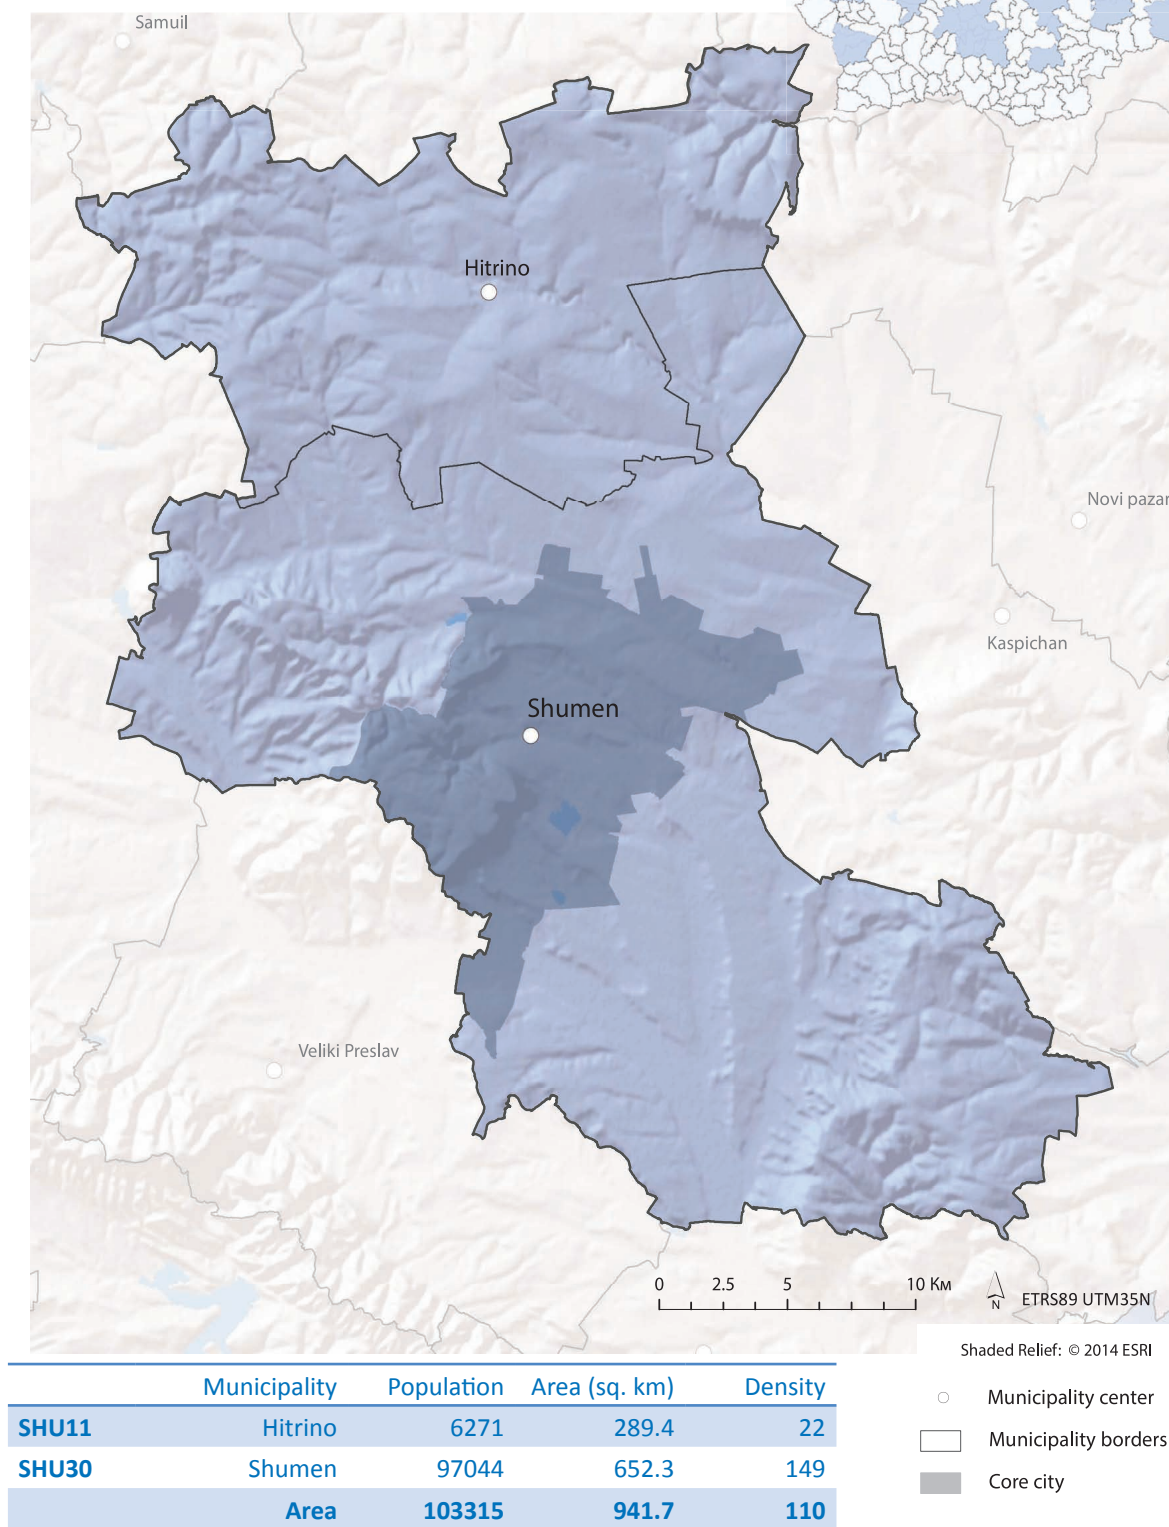 Samuil
Hitrino
Novi pazar
Kaspichan
Shumen
Veliki Preslav
0 2.5 5 10 Км
N
ETRS89 UTM35N
Shaded Relief: © 2014 ESRI
Municipality Population Area (sq. km) Density
SHU11 Hitrino 6271 289.4 22
SHU30 Shumen 97044 652.3 149
Area 103315 941.7 110
Municipality center
Municipality borders
Core city